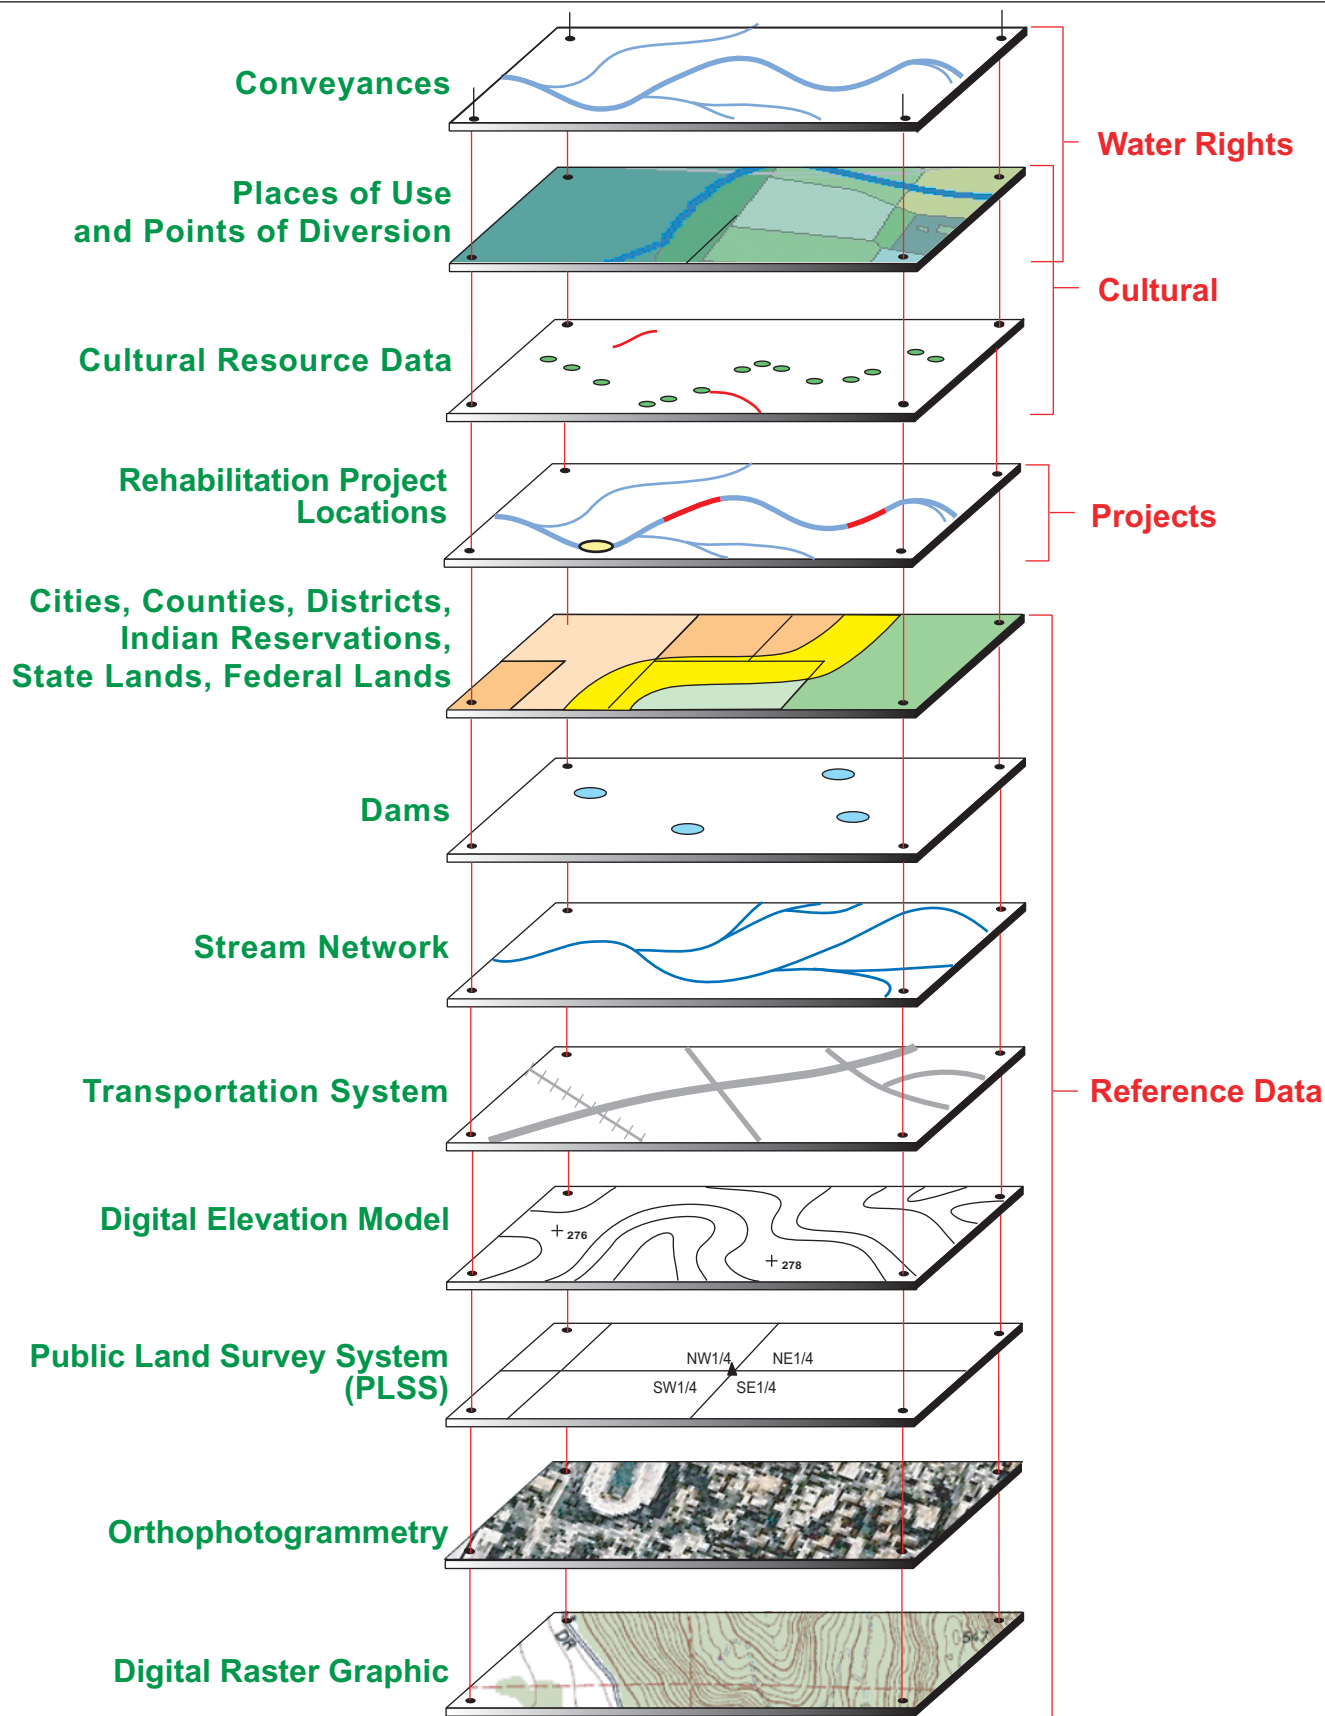 Conveyances
Water Rights
Places of Use
and Points of Diversion
Cultural
Cultural Resource Data
Rehabilitation Project
Locations
Projects
Cities, Counties, Districts,
Indian Reservations,
State Lands, Federal Lands
Dams
Stream Network
Transportation System
Reference Data
Digital Elevation Model
276
278
Public Land Survey System
(PLSS)
NW1/4 NE1/4
SW1/4 SE1/4
Orthophotogrammetry
Digital Raster Graphic
DR
567